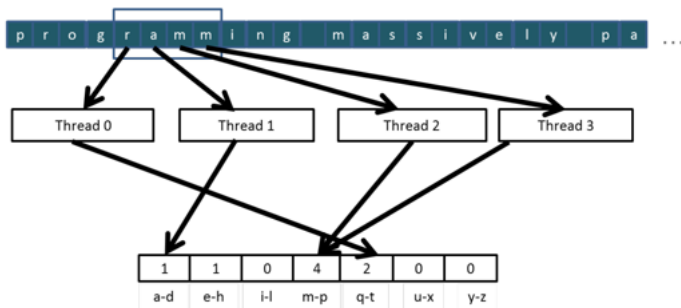 p r o g r a m m i n g m a s s i v e l y p a ...
Thread 0 Thread 1 Thread 2 Thread 3
1 1 0 4 2 0 0
a-d e-h i-l m-p q-t u-x y-z